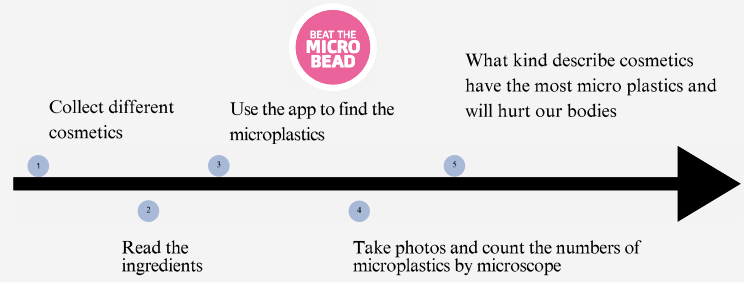 BEAT THE
MICRO
BEAD
What kind describe cosmetics
have the most micro plastics and
will hurt our bodies
Collect different
cosmetics
Use the app to find the
microplastics
1
3
5
2
4
Read the
ingredients
Take photos and count the numbers of
microplastics by microscope